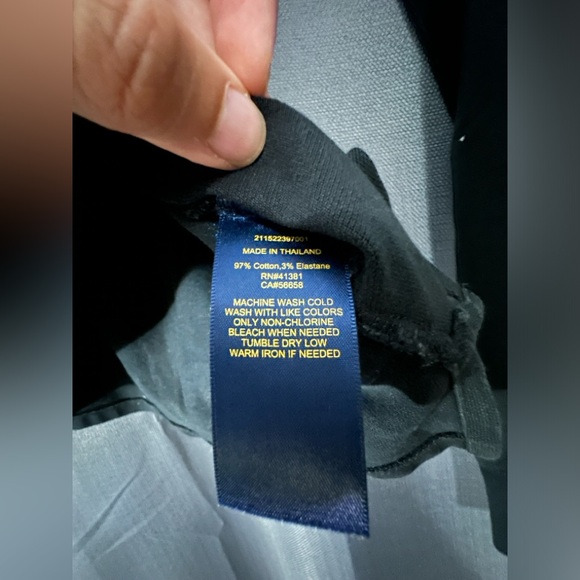 211522397001
MADE IN THAILAND
97% Cotton,3% Elastane
RN#41381
CA#56658
MACHINE WASH COLD
WASH WITH LIKE COLORS
ONLY NON-CHLORINE
BLEACH WHEN NEEDED
TUMBLE DRY LOW
WARM IRON IF NEEDED